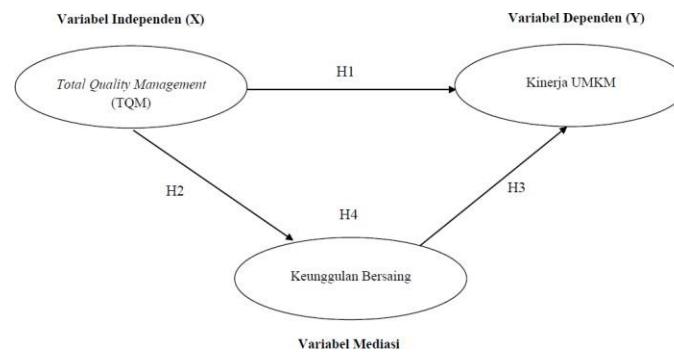 Variabel Independen (X)
Variabel Dependen (Y)
Total Quality Management
(TQM)
H1
Kinerja UMKM
H2
H3
H4
Keunggulan Bersaing
Variabel Mediasi